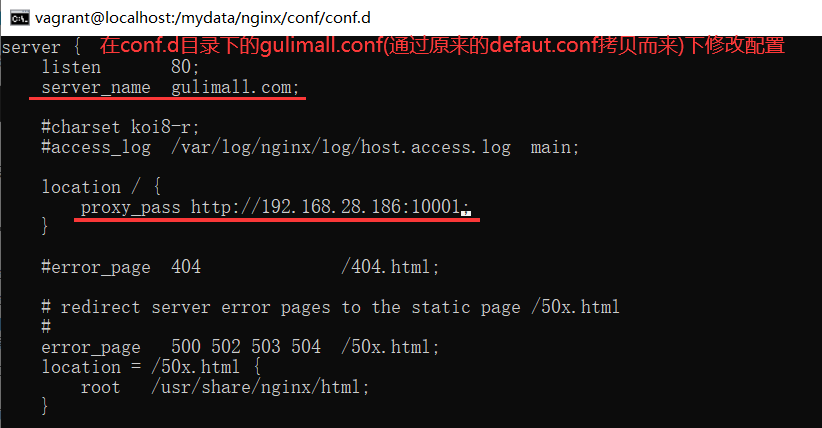 vagrant@localhost:/mydata/nginx/conf/conf.d
server { 在conf.d目录下的gulimall.conf(通过原来的defaut.conf拷贝而来)下修改配置
    listen       80;
    server_name  gulimall.com;
    #charset koi8-r;
    #access_log  /var/log/nginx/log/host.access.log  main;
    location / {
        proxy_pass http://192.168.28.186:10001;
    }
    #error_page  404              /404.html;
    # redirect server error pages to the static page /50x.html
    #
    error_page   500 502 503 504  /50x.html;
    location = /50x.html {
        root   /usr/share/nginx/html;
    }